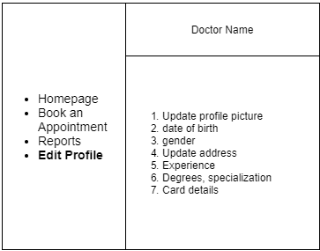 Doctor Name
• Homepage
• Book an
Appointment
• Reports
• Edit Profile
1. Update profile picture
2. date of birth
3. gender
4. Update address
5. Experience
6. Degrees, specialization
7. Card details